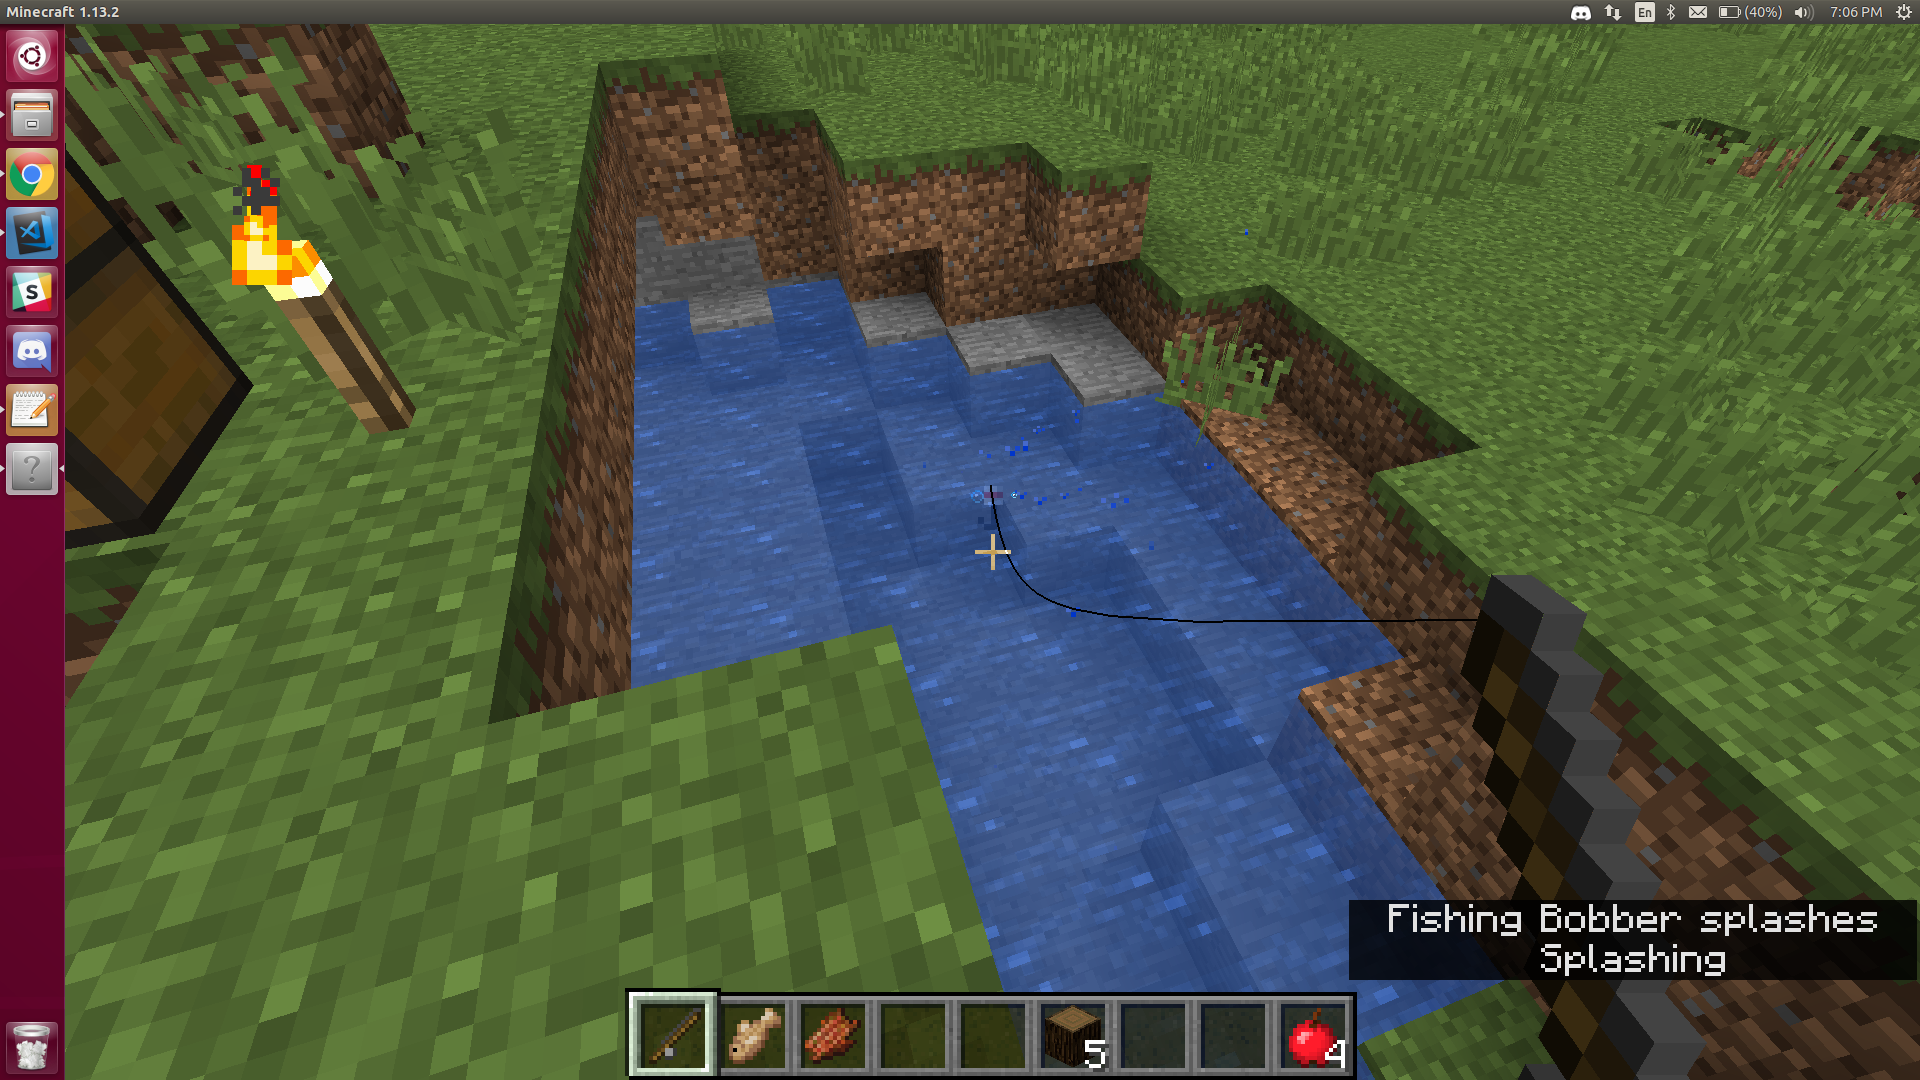 Minecraft 1.13.2
En
(40%)
7:06 PM
S
?
Fishing Bobber splashes
Splashing
5
4